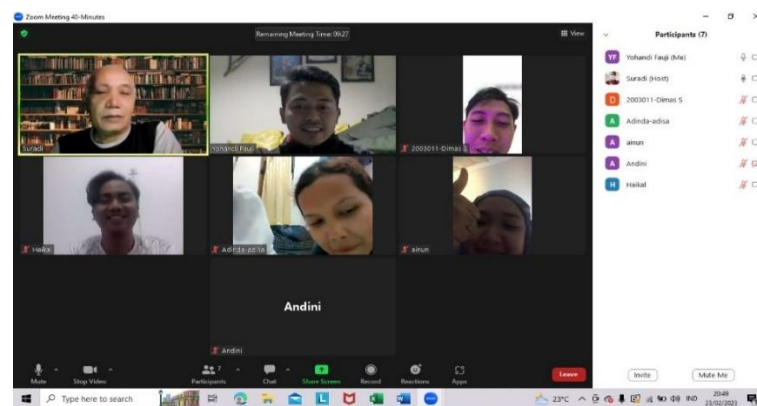 Zoom Meeting 40-Minutes
Remaining Meeting Time: 09:27
View
Participants (7)
YF Yohandi Fauji (Me)
Suradi (Host)
D 2003011-Dimas S
A Adinda-adisa
A ainun
A Andini
H Haikal
Suradi
Yohandi Fauji
2003011-Dimas S
Haikal
Adinda-adisa
ainun
Andini
Andini
Mute
Stop Video
7
Participants
Chat
Share Screen
Record
Reactions
Apps
Leave
Invite
Mute Me
Type here to search
23°C
IND
20:49
23/02/2023